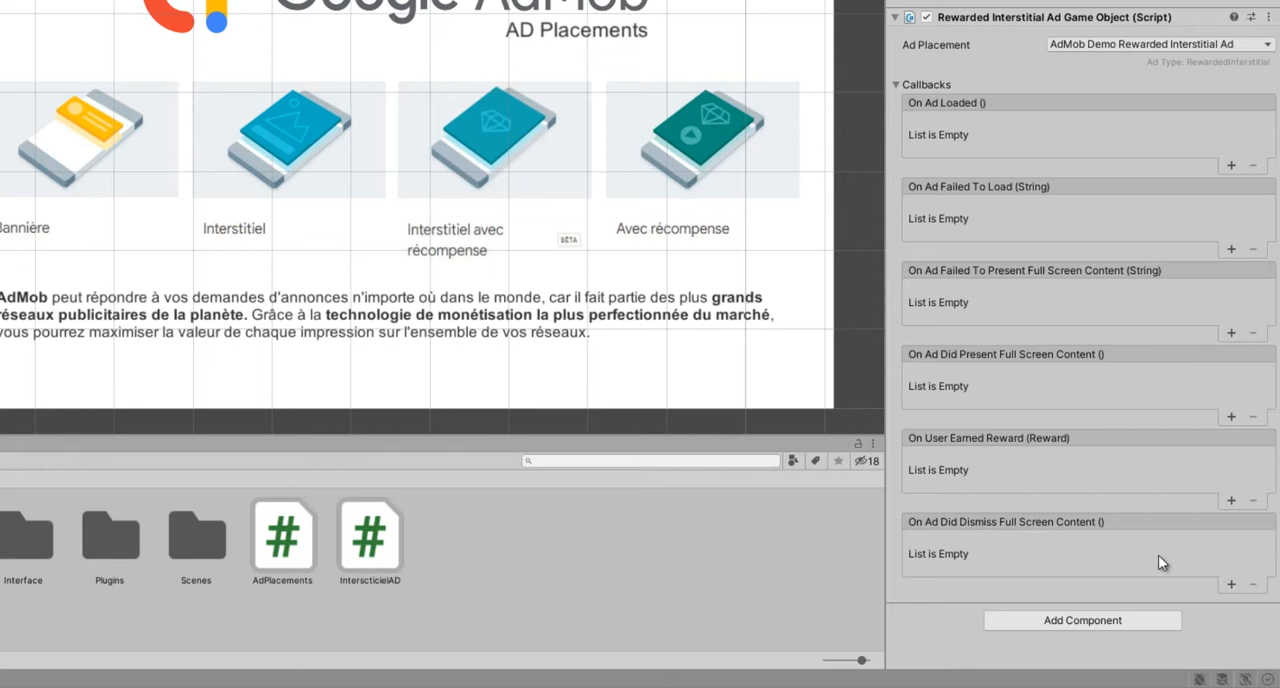 Google AdMob
AD Placements
Bannière
Interstitiel
Interstitiel avec
récompense
BÊTA
Avec récompense
AdMob peut répondre à vos demandes d'annonces n'importe où dans le monde, car il fait partie des plus grands
réseaux publicitaires de la planète. Grâce à la technologie de monétisation la plus perfectionnée du marché,
vous pourrez maximiser la valeur de chaque impression sur l'ensemble de vos réseaux.
18
Interface
Plugins
Scenes
#
AdPlacements
#
InterscticielAD
Rewarded Interstitial Ad Game Object (Script)
Ad Placement
AdMob Demo Rewarded Interstitial Ad
Ad Type: RewardedInterstitial
Callbacks
On Ad Loaded ()
List is Empty
+ −
On Ad Failed To Load (String)
List is Empty
+ −
On Ad Failed To Present Full Screen Content (String)
List is Empty
+ −
On Ad Did Present Full Screen Content ()
List is Empty
+ −
On User Earned Reward (Reward)
List is Empty
+ −
On Ad Did Dismiss Full Screen Content ()
List is Empty
+ −
Add Component